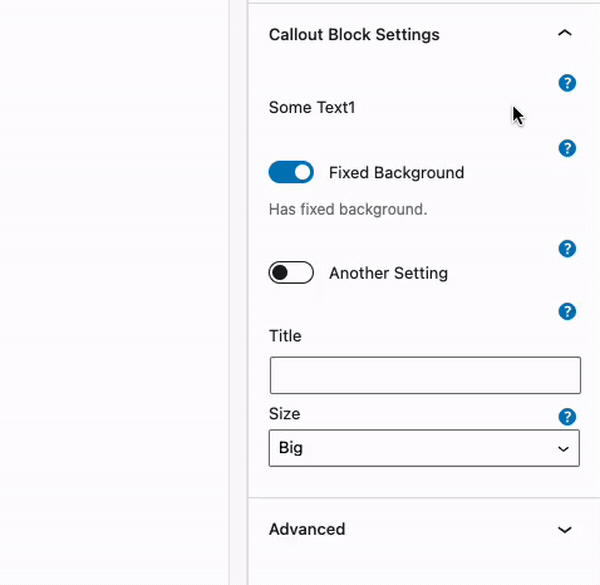 Callout Block Settings
?
Some Text1
?
Fixed Background
Has fixed background.
?
Another Setting
?
Title
Size
?
Big
Advanced